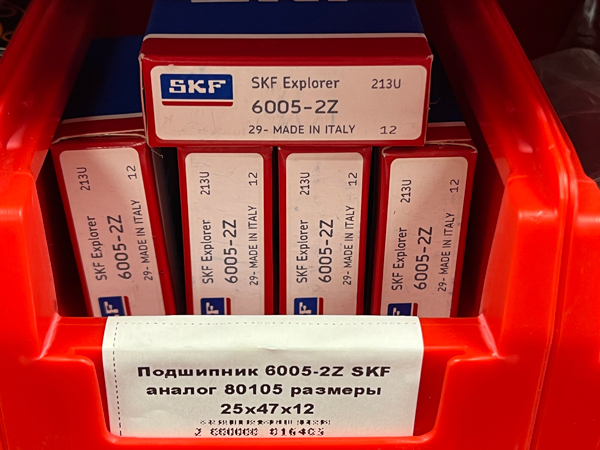 SKF SKF Explorer 213U
6005-2Z
29- MADE IN ITALY 12
213U 12
SKF Explorer
6005-2Z
29- MADE IN ITALY
213U 12
SKF Explorer
6005-2Z
29- MADE IN ITALY
213U 12
SKF Explorer
6005-2Z
29- MADE IN ITALY
213U 12
SKF Explorer
6005-2Z
29- MADE IN ITALY
Подшипник 6005-2Z SKF
аналог 80105 размеры
25x47x12